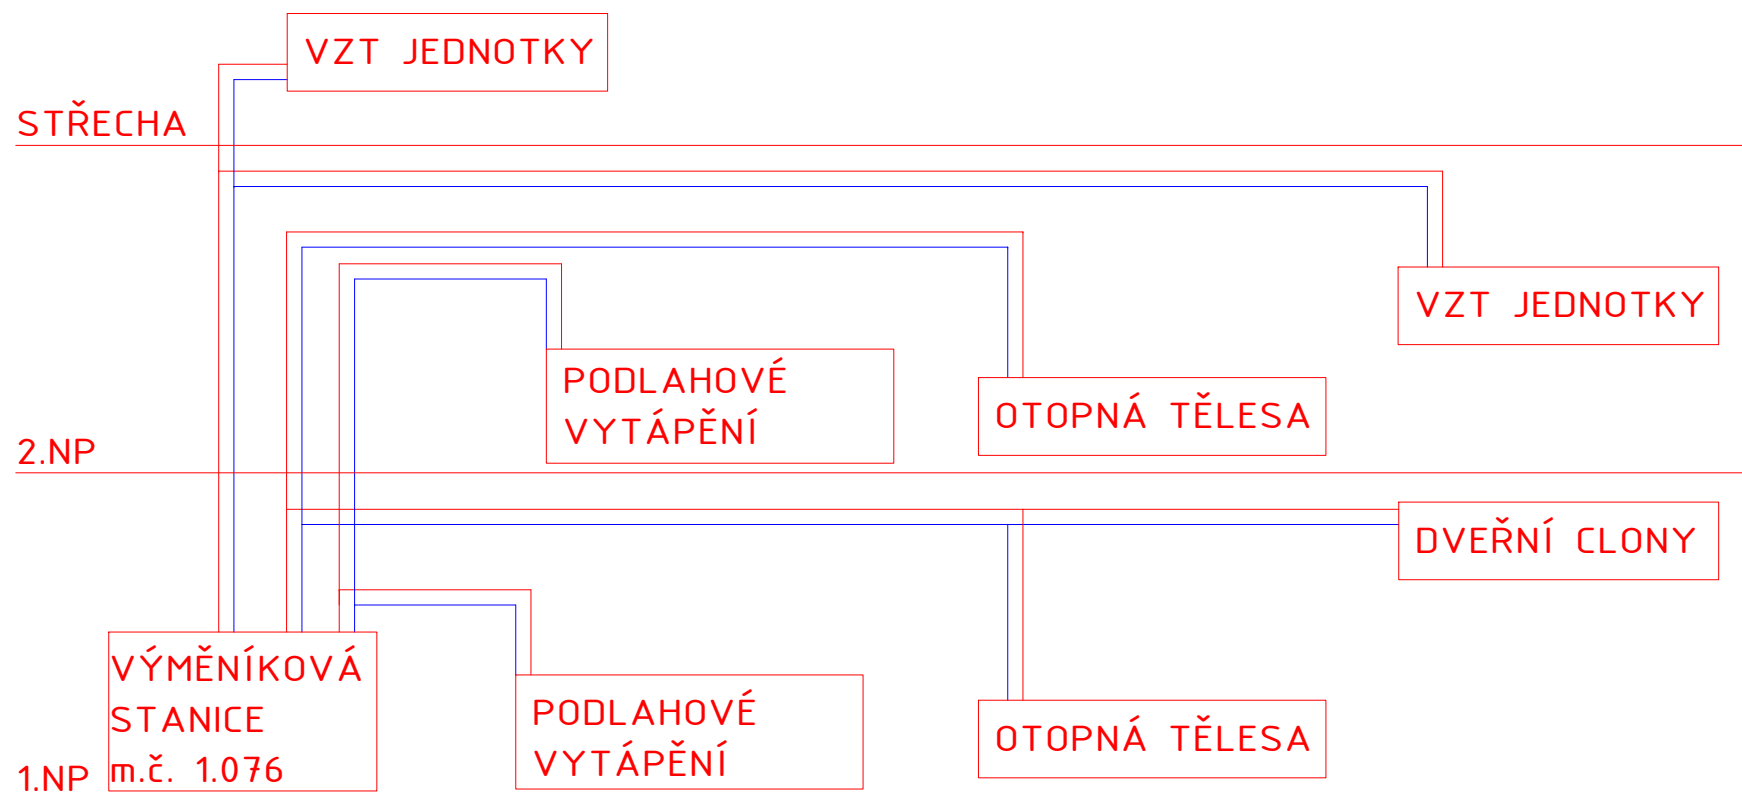 VZT JEDNOTKY
STŘECHA
VZT JEDNOTKY
PODLAHOVÉ
VYTÁPĚNÍ
OTOPNÁ TĚLESA
2.NP
DVEŘNÍ CLONY
VÝMĚNÍKOVÁ
STANICE
m.č. 1.076
PODLAHOVÉ
VYTÁPĚNÍ
OTOPNÁ TĚLESA
1.NP